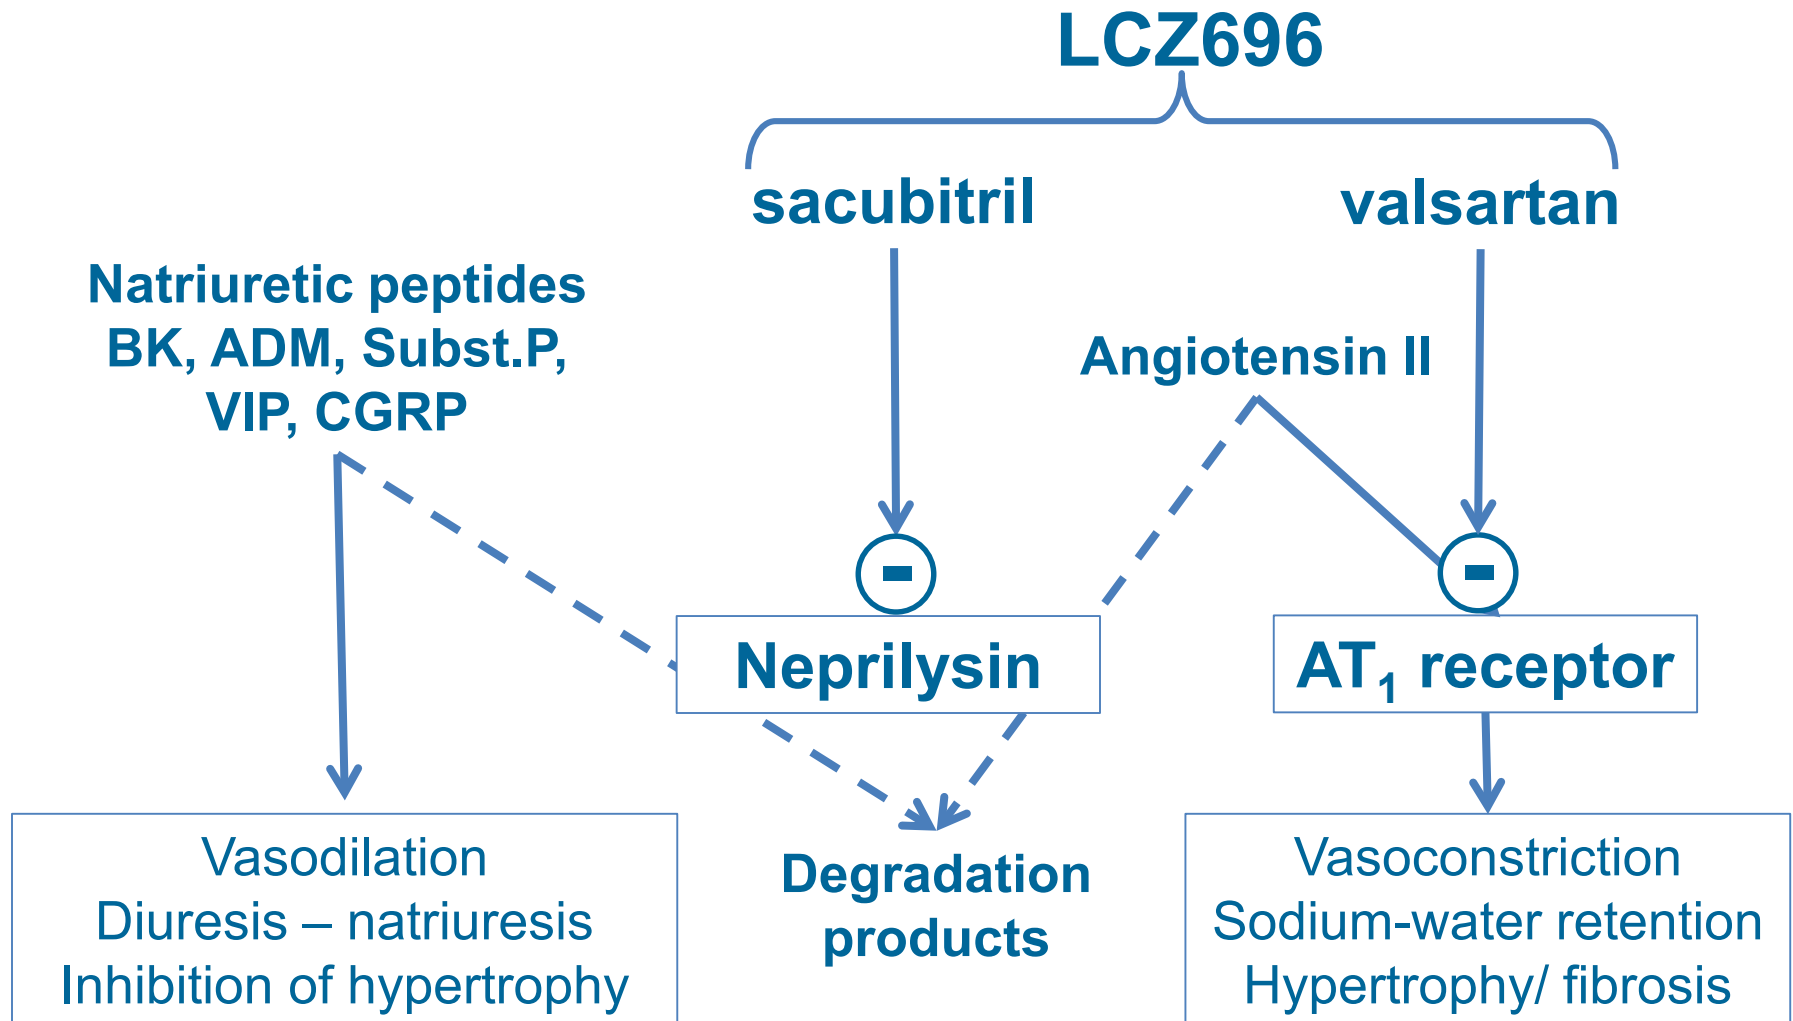 LCZ696
sacubitril
valsartan
Natriuretic peptides
BK, ADM, Subst.P,
VIP, CGRP
Angiotensin II
-
-
Neprilysin
AT₁ receptor
Vasodilation
Diuresis – natriuresis
Inhibition of hypertrophy
Degradation
products
Vasoconstriction
Sodium-water retention
Hypertrophy/ fibrosis